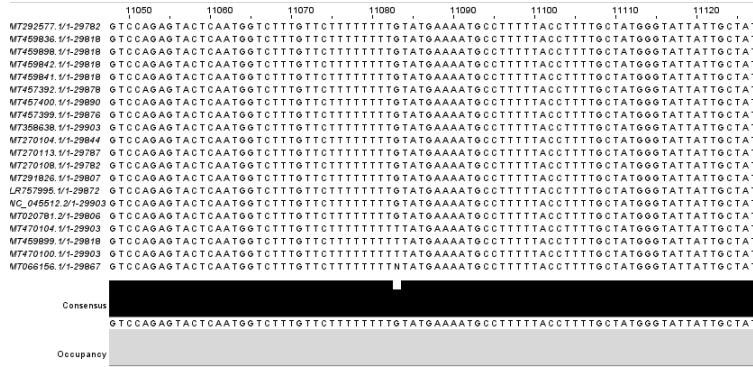 11050 11060 11070 11080 11090 11100 11110 11120
MT292577.1/1-29782 GTCCAGAGTACTCAATGGTCTTTGTTCTTTTTTTTGTATGAAAATGCCTTTTTACCTTTTGCTATGGGTATTATTGCTAT
MT459836.1/1-29818 GTCCAGAGTACTCAATGGTCTTTGTTCTTTTTTTTGTATGAAAATGCCTTTTTACCTTTTGCTATGGGTATTATTGCTAT
MT459898.1/1-29818 GTCCAGAGTACTCAATGGTCTTTGTTCTTTTTTTTGTATGAAAATGCCTTTTTACCTTTTGCTATGGGTATTATTGCTAT
MT459842.1/1-29818 GTCCAGAGTACTCAATGGTCTTTGTTCTTTTTTTTGTATGAAAATGCCTTTTTACCTTTTGCTATGGGTATTATTGCTAT
MT459841.1/1-29818 GTCCAGAGTACTCAATGGTCTTTGTTCTTTTTTTTGTATGAAAATGCCTTTTTACCTTTTGCTATGGGTATTATTGCTAT
MT457392.1/1-29878 GTCCAGAGTACTCAATGGTCTTTGTTCTTTTTTTTGTATGAAAATGCCTTTTTACCTTTTGCTATGGGTATTATTGCTAT
MT457400.1/1-29890 GTCCAGAGTACTCAATGGTCTTTGTTCTTTTTTTTGTATGAAAATGCCTTTTTACCTTTTGCTATGGGTATTATTGCTAT
MT457399.1/1-29876 GTCCAGAGTACTCAATGGTCTTTGTTCTTTTTTTTGTATGAAAATGCCTTTTTACCTTTTGCTATGGGTATTATTGCTAT
MT358638.1/1-29903 GTCCAGAGTACTCAATGGTCTTTGTTCTTTTTTTTGTATGAAAATGCCTTTTTACCTTTTGCTATGGGTATTATTGCTAT
MT270104.1/1-29844 GTCCAGAGTACTCAATGGTCTTTGTTCTTTTTTTTGTATGAAAATGCCTTTTTACCTTTTGCTATGGGTATTATTGCTAT
MT270113.1/1-29787 GTCCAGAGTACTCAATGGTCTTTGTTCTTTTTTTTGTATGAAAATGCCTTTTTACCTTTTGCTATGGGTATTATTGCTAT
MT270108.1/1-29782 GTCCAGAGTACTCAATGGTCTTTGTTCTTTTTTTTGTATGAAAATGCCTTTTTACCTTTTGCTATGGGTATTATTGCTAT
MT291826.1/1-29807 GTCCAGAGTACTCAATGGTCTTTGTTCTTTTTTTTGTATGAAAATGCCTTTTTACCTTTTGCTATGGGTATTATTGCTAT
LR757995.1/1-29872 GTCCAGAGTACTCAATGGTCTTTGTTCTTTTTTTTGTATGAAAATGCCTTTTTACCTTTTGCTATGGGTATTATTGCTAT
NC_045512.2/1-29903 GTCCAGAGTACTCAATGGTCTTTGTTCTTTTTTTTGTATGAAAATGCCTTTTTACCTTTTGCTATGGGTATTATTGCTAT
MT020781.2/1-29806 GTCCAGAGTACTCAATGGTCTTTGTTCTTTTTTTTGTATGAAAATGCCTTTTTACCTTTTGCTATGGGTATTATTGCTAT
MT470104.1/1-29903 GTCCAGAGTACTCAATGGTCTTTGTTCTTTTTTTTTTATGAAAATGCCTTTTTACCTTTTGCTATGGGTATTATTGCTAT
MT459899.1/1-29818 GTCCAGAGTACTCAATGGTCTTTGTTCTTTTTTTTTTATGAAAATGCCTTTTTACCTTTTGCTATGGGTATTATTGCTAT
MT470100.1/1-29903 GTCCAGAGTACTCAATGGTCTTTGTTCTTTTTTTTTTATGAAAATGCCTTTTTACCTTTTGCTATGGGTATTATTGCTAT
MT066156.1/1-29867 GTCCAGAGTACTCAATGGTCTTTGTTCTTTTTTTTNTATGAAAATGCCTTTTTACCTTTTGCTATGGGTATTATTGCTAT
Consensus
GTCCAGAGTACTCAATGGTCTTTGTTCTTTTTTTTGTATGAAAATGCCTTTTTACCTTTTGCTATGGGTATTATTGCTAT
Occupancy